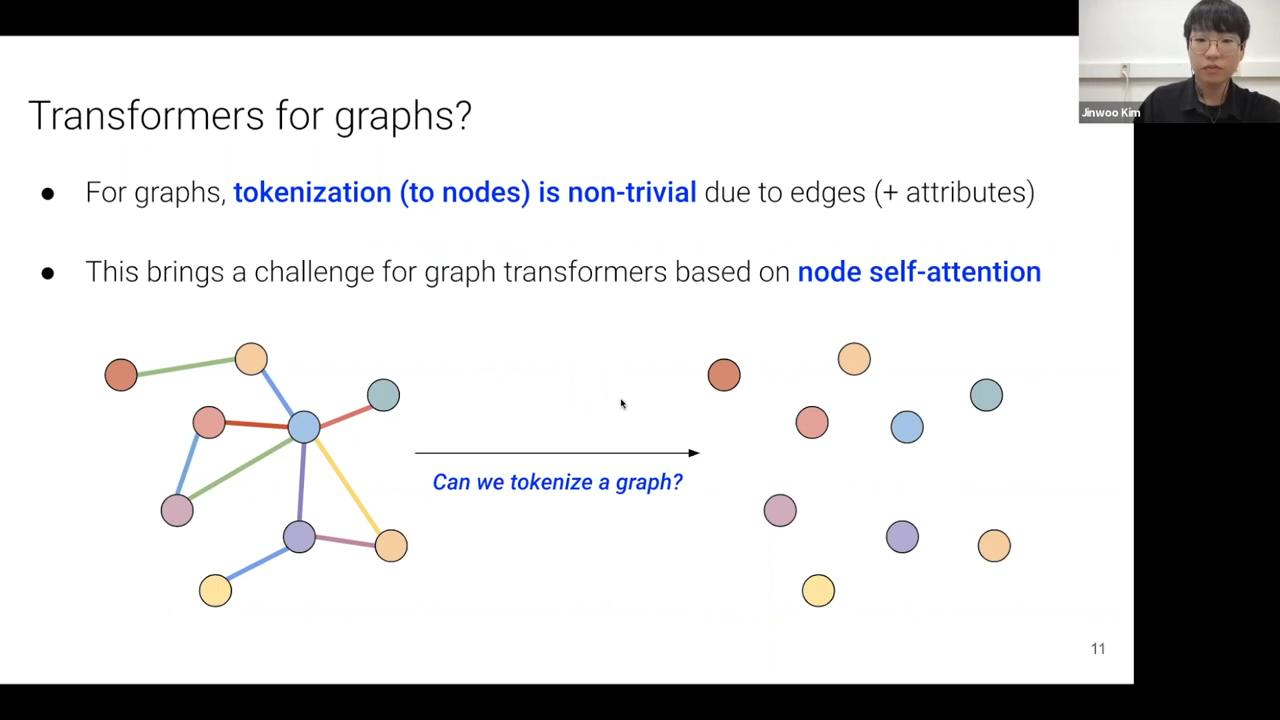 Jinwoo Kim
Transformers for graphs?
● For graphs, tokenization (to nodes) is non-trivial due to edges (+ attributes)
● This brings a challenge for graph transformers based on node self-attention
Can we tokenize a graph?
11